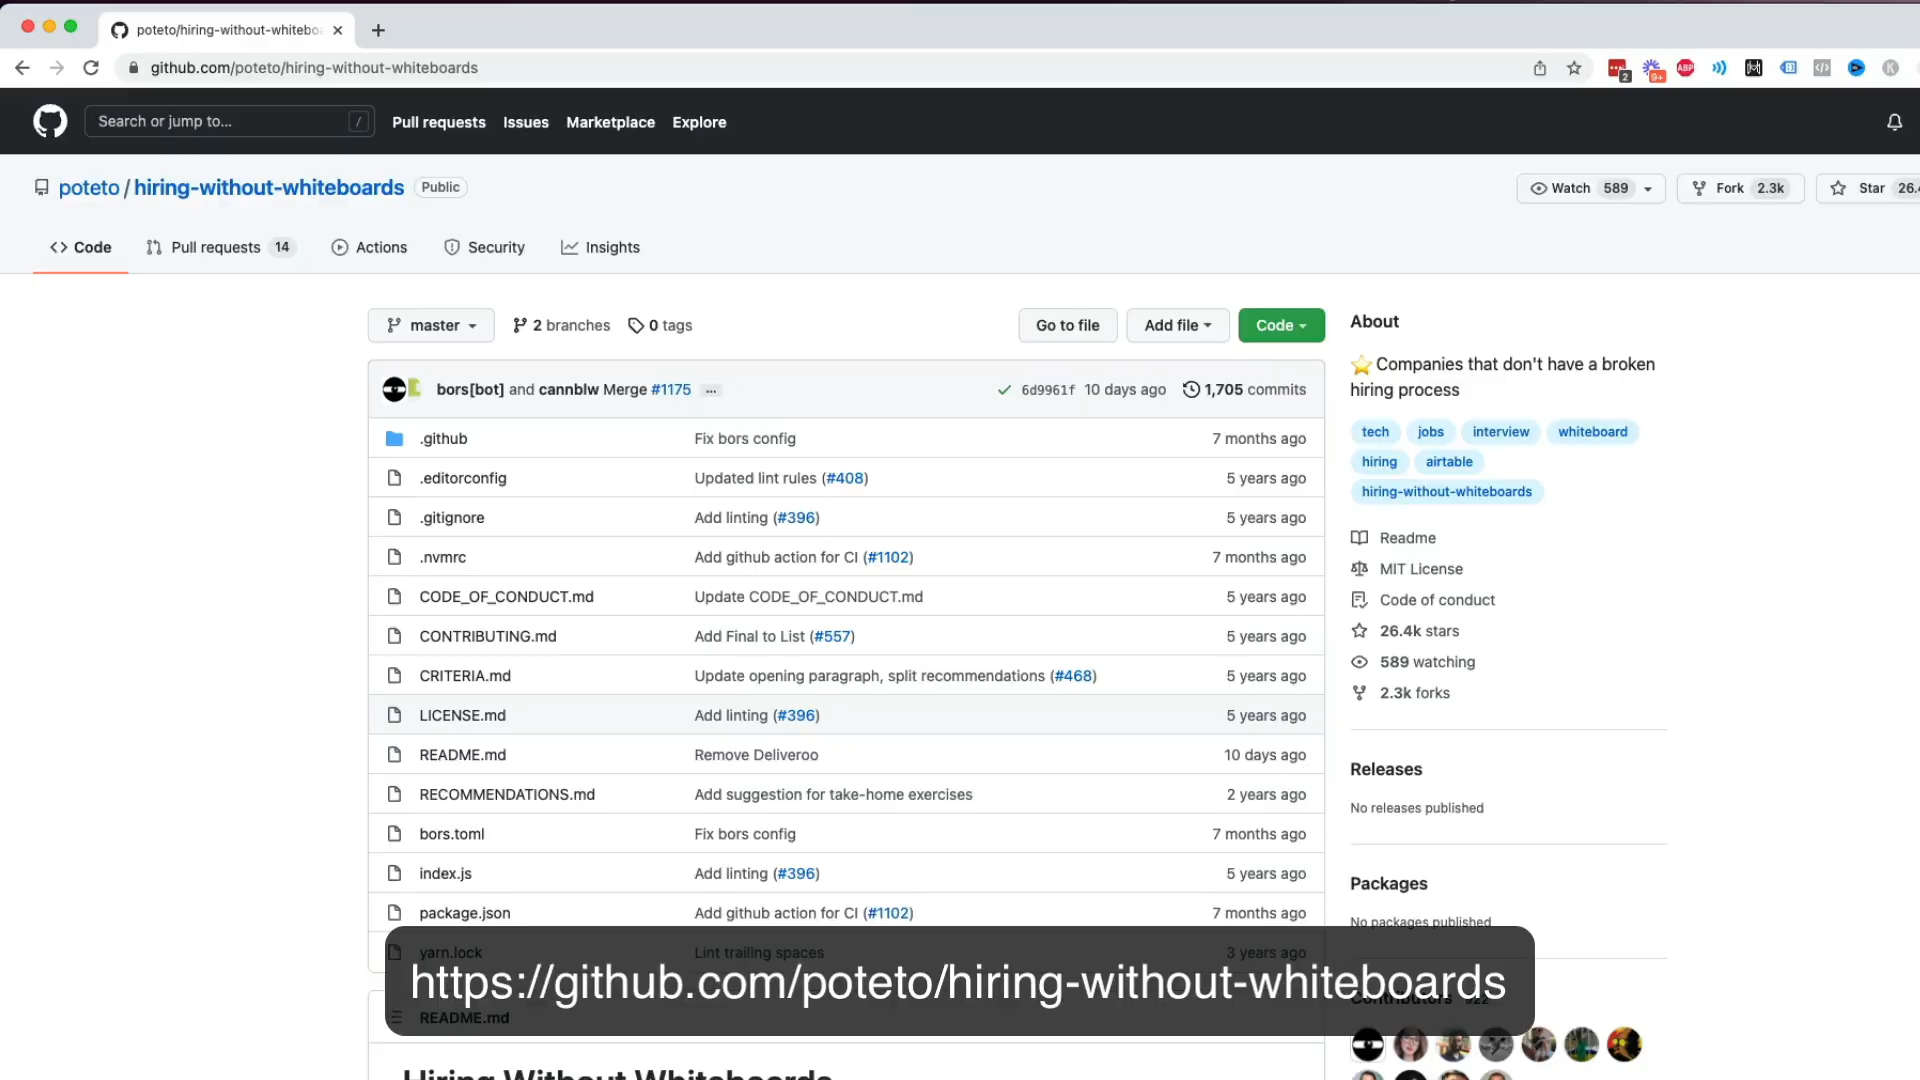 poteto/hiring-without-whiteboa
github.com/poteto/hiring-without-whiteboards
2
9+
ABP
Search or jump to...
/
Pull requests
Issues
Marketplace
Explore
poteto / hiring-without-whiteboards
Public
Watch 589
Fork 2.3k
Star 26.4
Code
Pull requests 14
Actions
Security
Insights
master
2 branches
0 tags
Go to file
Add file
Code
bors[bot] and cannblw Merge #1175 ...
6d9961f 10 days ago
1,705 commits
.github Fix bors config 7 months ago
.editorconfig Updated lint rules (#408) 5 years ago
.gitignore Add linting (#396) 5 years ago
.nvmrc Add github action for CI (#1102) 7 months ago
CODE_OF_CONDUCT.md Update CODE_OF_CONDUCT.md 5 years ago
CONTRIBUTING.md Add Final to List (#557) 5 years ago
CRITERIA.md Update opening paragraph, split recommendations (#468) 5 years ago
LICENSE.md Add linting (#396) 5 years ago
README.md Remove Deliveroo 10 days ago
RECOMMENDATIONS.md Add suggestion for take-home exercises 2 years ago
bors.toml Fix bors config 7 months ago
index.js Add linting (#396) 5 years ago
package.json Add github action for CI (#1102) 7 months ago
yarn.lock Lint trailing spaces 3 years ago
https://github.com/poteto/hiring-without-whiteboards
README.md
Hiring Without Whiteboards
About
Companies that don't have a broken
hiring process
tech jobs interview whiteboard
hiring airtable
hiring-without-whiteboards
Readme
MIT License
Code of conduct
26.4k stars
589 watching
2.3k forks
Releases
No releases published
Packages
No packages published
Contributors